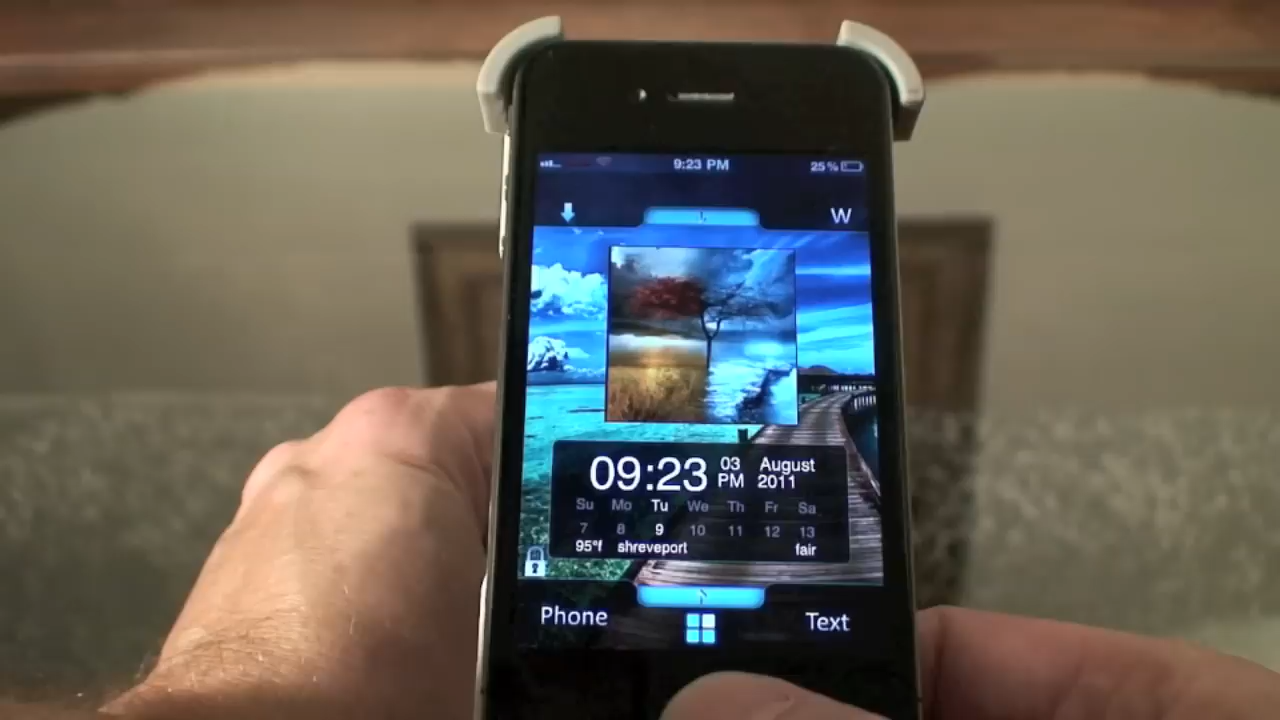 9:23 PM 25%
W
09:23 03 PM August 2011
Su Mo Tu We Th Fr Sa
7 8 9 10 11 12 13
95°f shreveport fair
Phone Text